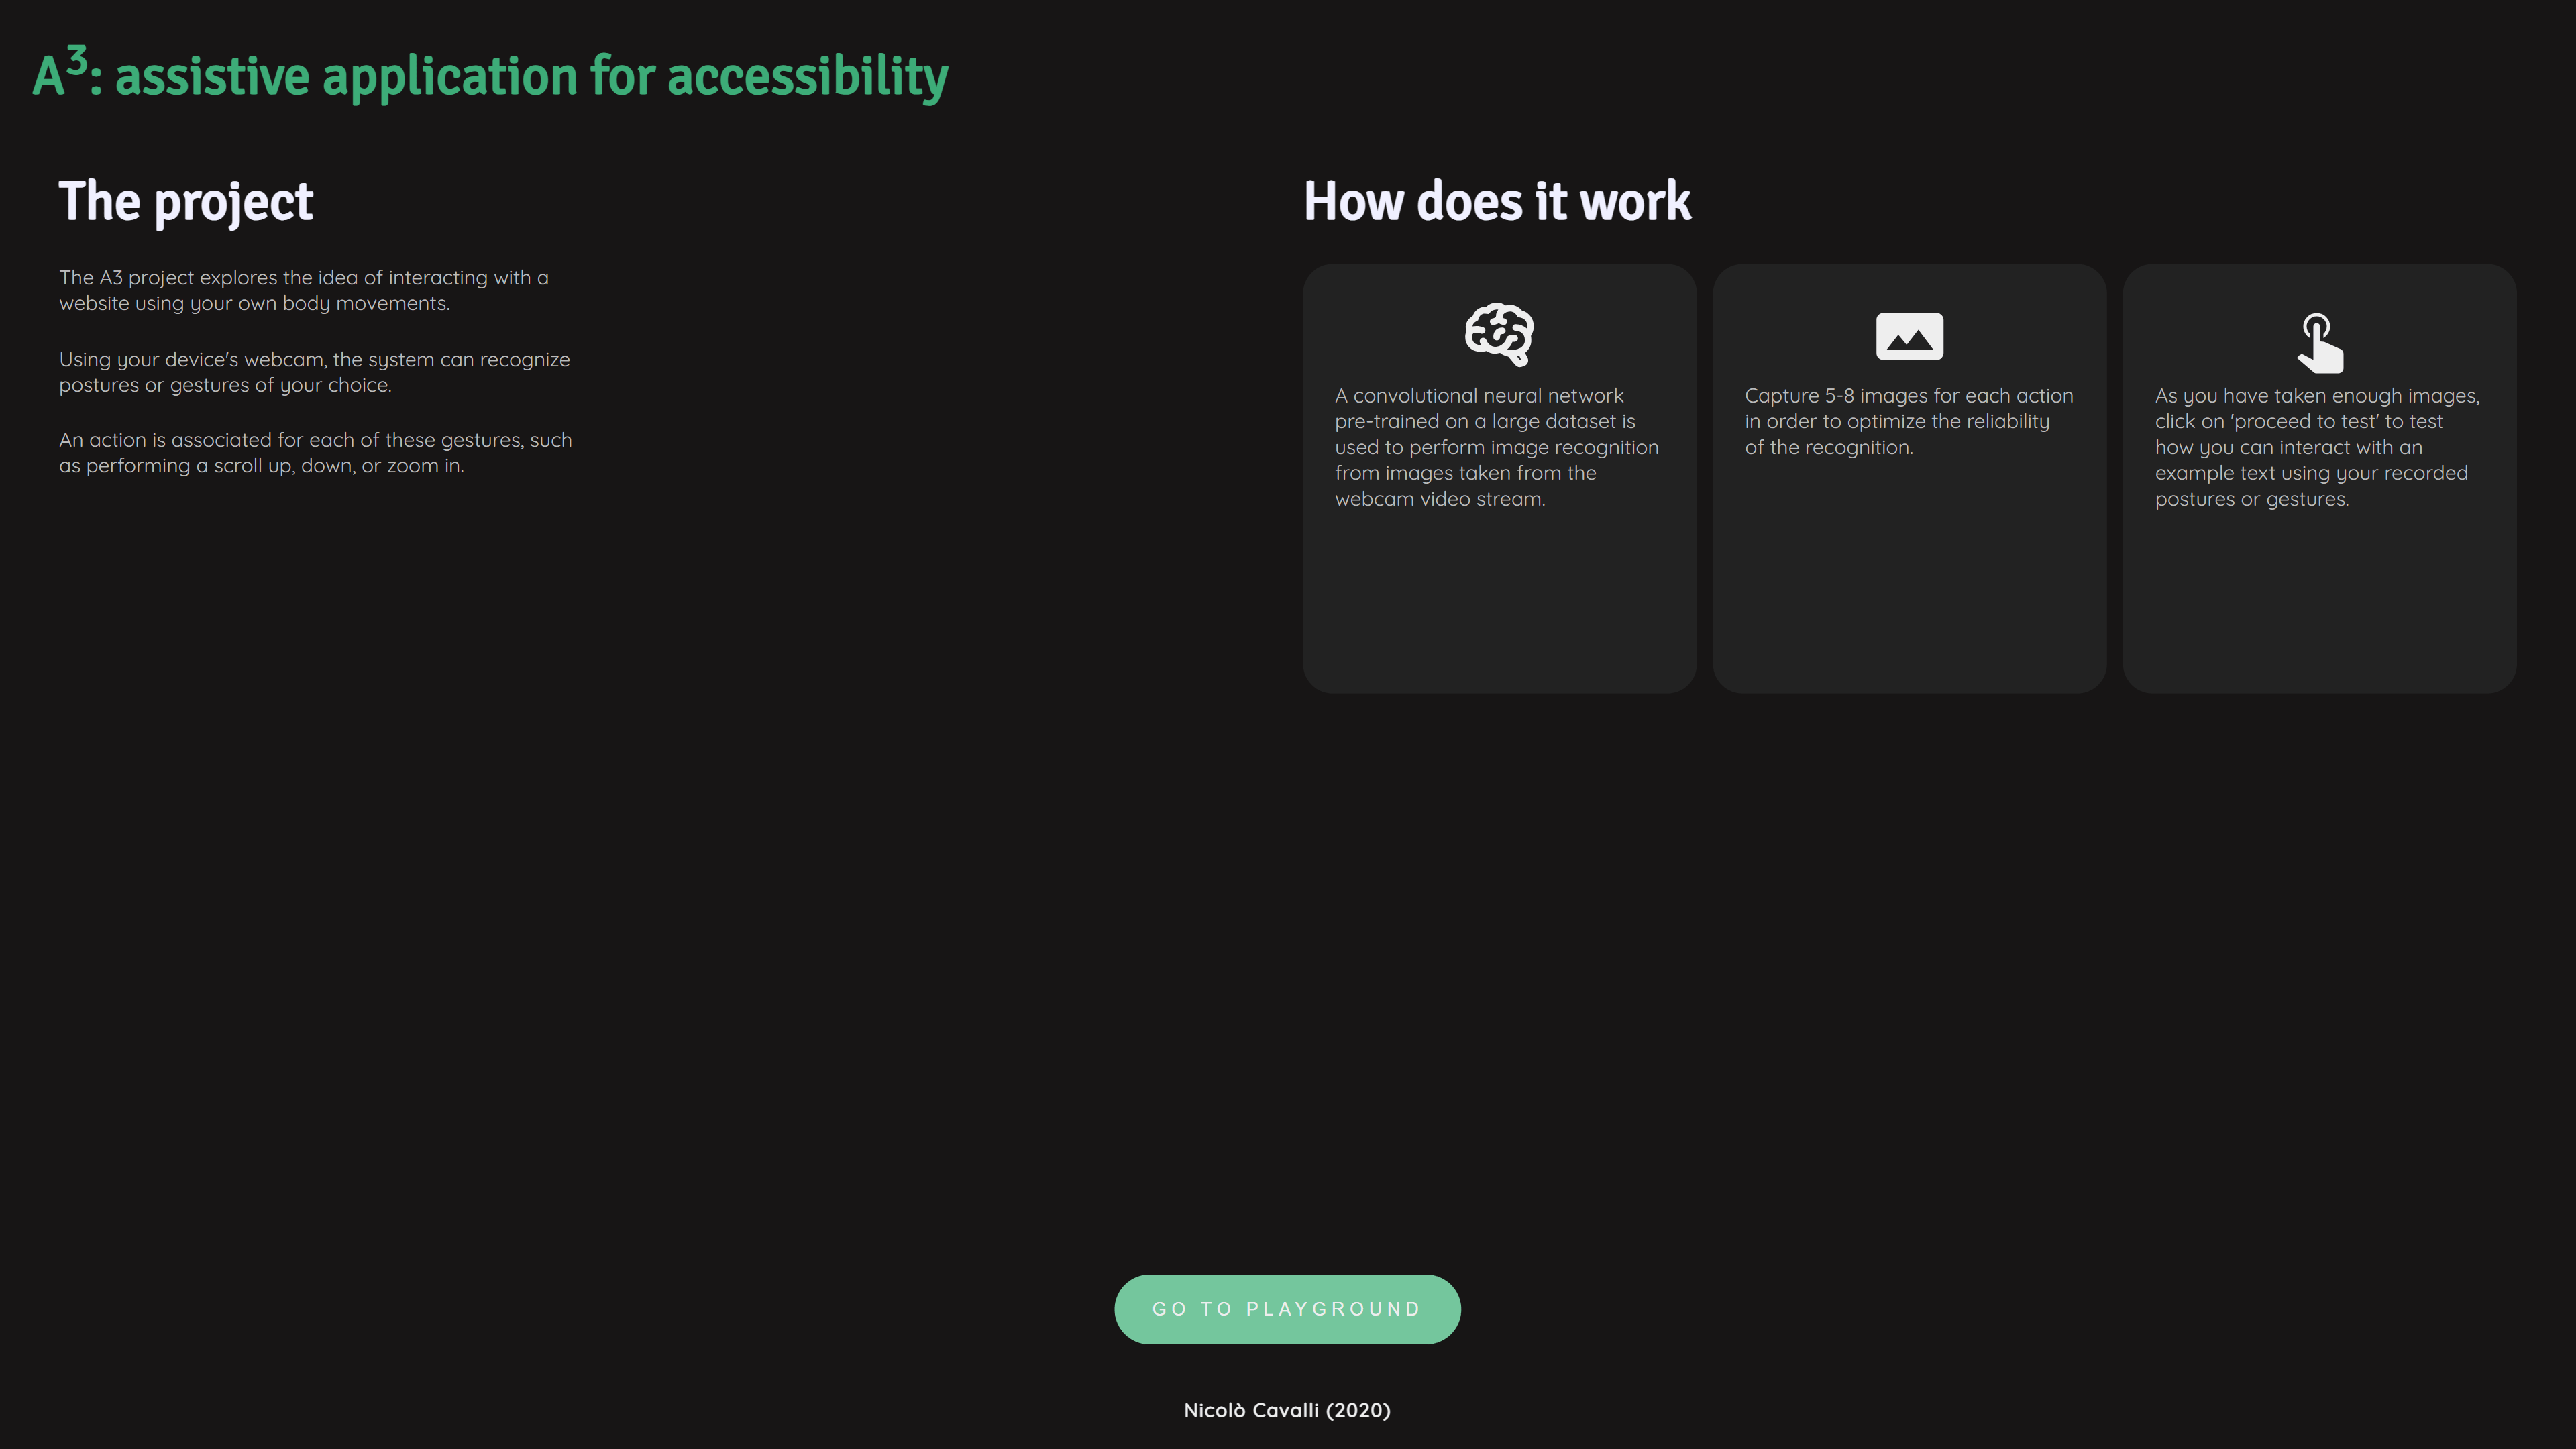 A³: assistive application for accessibility
The project
The A3 project explores the idea of interacting with a
website using your own body movements.
Using your device's webcam, the system can recognize
postures or gestures of your choice.
An action is associated for each of these gestures, such
as performing a scroll up, down, or zoom in.
How does it work
A convolutional neural network
pre-trained on a large dataset is
used to perform image recognition
from images taken from the
webcam video stream.
Capture 5-8 images for each action
in order to optimize the reliability
of the recognition.
As you have taken enough images,
click on 'proceed to test' to test
how you can interact with an
example text using your recorded
postures or gestures.
GO TO PLAYGROUND
Nicolò Cavalli (2020)